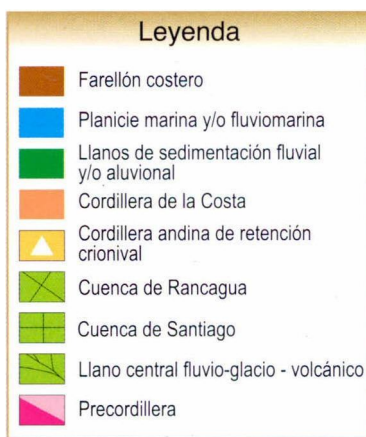 Leyenda
Farellón costero
Planicie marina y/o fluviomarina
Llanos de sedimentación fluvial
y/o aluvional
Cordillera de la Costa
Cordillera andina de retención
crionival
Cuenca de Rancagua
Cuenca de Santiago
Llano central fluvio-glacio - volcánico
Precordillera